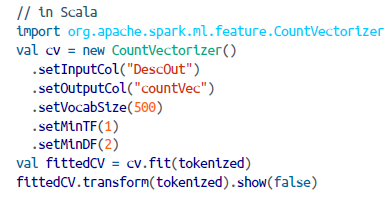 // in Scala
import org.apache.spark.ml.feature.CountVectorizer
val cv = new CountVectorizer()
.setInputCol("DescOut")
.setOutputCol("countVec")
.setVocabSize(500)
.setMinTF(1)
.setMinDF(2)
val fittedCV = cv.fit(tokenized)
fittedCV.transform(tokenized).show(false)